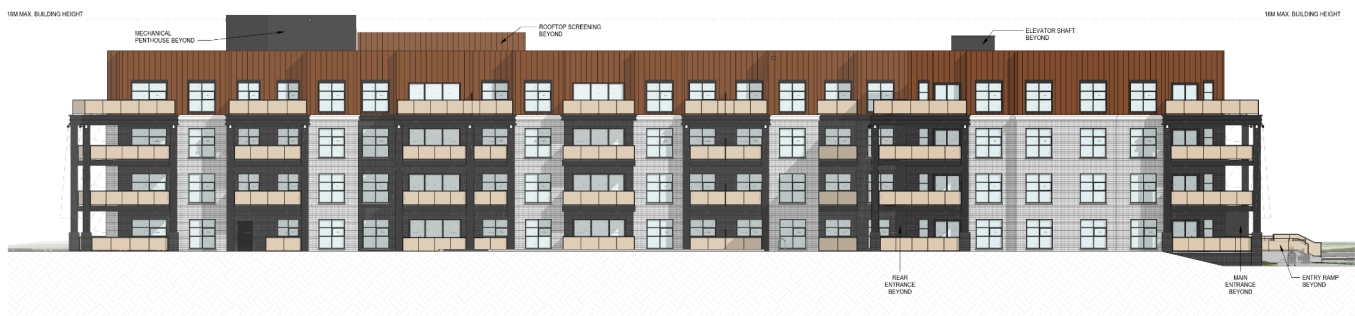 16M MAX. BUILDING HEIGHT
16M MAX. BUILDING HEIGHT
MECHANICAL
PENTHOUSE BEYOND
ROOFTOP SCREENING
BEYOND
ELEVATOR SHAFT
BEYOND
REAR
ENTRANCE
BEYOND
MAIN
ENTRANCE
BEYOND
ENTRY RAMP
BEYOND